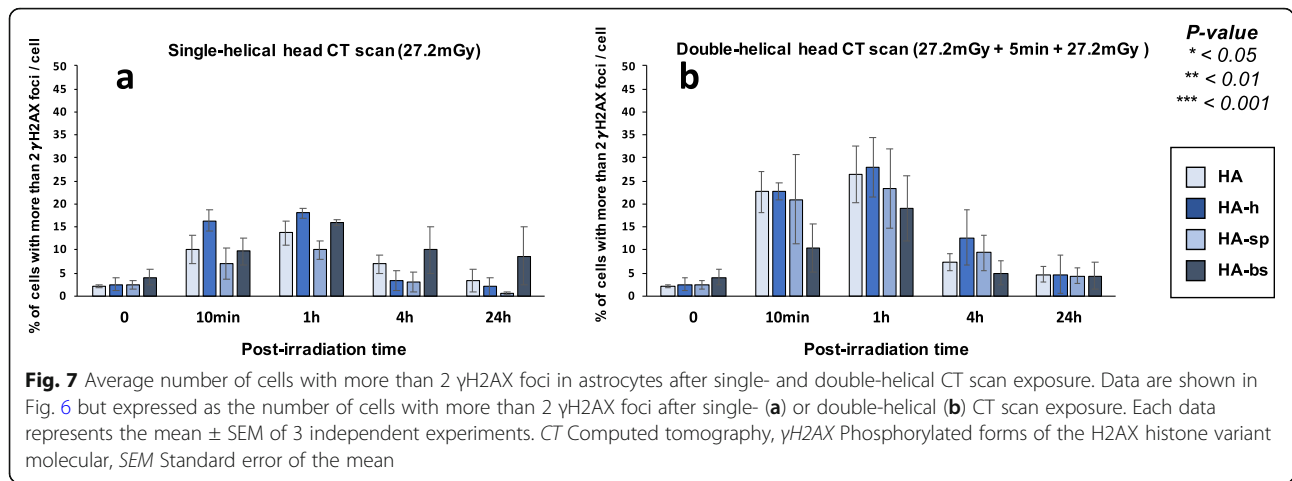 Single-helical head CT scan (27.2mGy)
a
% of cells with more than 2 γH2AX foci / cell
50
45
40
35
30
25
20
15
10
5
0
0 10min 1h 4h 24h
Post-irradiation time
Double-helical head CT scan (27.2mGy + 5min + 27.2mGy )
b
% of cells with more than 2 γH2AX foci / cell
50
45
40
35
30
25
20
15
10
5
0
0 10min 1h 4h 24h
Post-irradiation time
P-value
* < 0.05
** < 0.01
*** < 0.001
HA
HA-h
HA-sp
HA-bs
Fig. 7 Average number of cells with more than 2 γH2AX foci in astrocytes after single- and double-helical CT scan exposure. Data are shown in
Fig. 6 but expressed as the number of cells with more than 2 γH2AX foci after single- (a) or double-helical (b) CT scan exposure. Each data
represents the mean ± SEM of 3 independent experiments. CT Computed tomography, γH2AX Phosphorylated forms of the H2AX histone variant
molecular, SEM Standard error of the mean